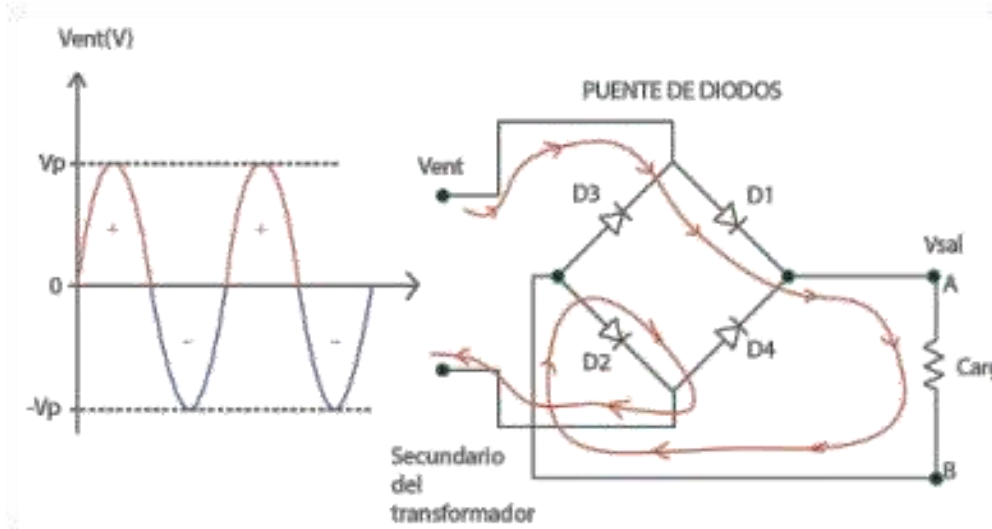 Vent(V)
Vp
0
-Vp
+
+
-
-
PUENTE DE DIODOS
Vent
D3
D1
D2
D4
Vsal
A
B
Secundario
del
transformador